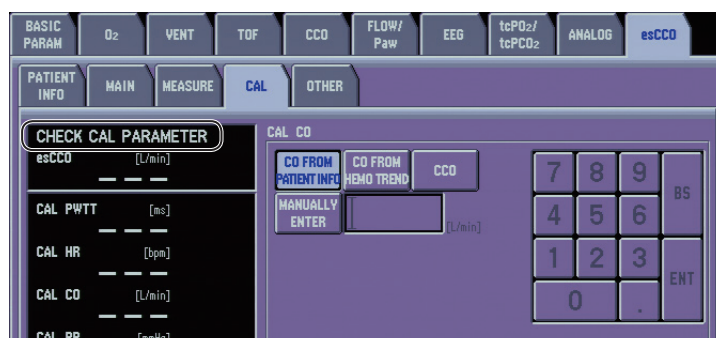 BASIC PARAM
O2
VENT
TOF
CCO
FLOW/ Paw
EEG
tcPO2/ tcPCO2
ANALOG
esCCO
PATIENT INFO
MAIN
MEASURE
CAL
OTHER
CHECK CAL PARAMETER
esCCO [L/min]
--- 
CAL PWTT [ms]
---
CAL HR [bpm]
---
CAL CO [L/min]
---
CAL PP [mmHg]
CAL CO
CO FROM PATIENT INFO
CO FROM HEMO TREND
CCO
MANUALLY ENTER
[L/min]
7 8 9 BS
4 5 6
1 2 3 ENT
0 .